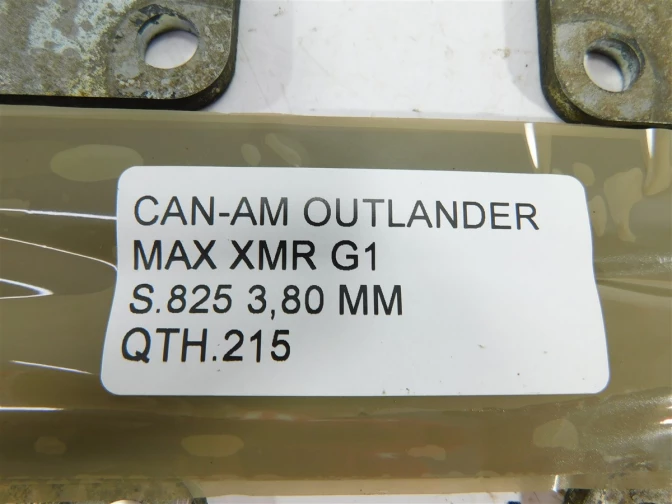 CAN-AM OUTLANDER
MAX XMR G1
S.825 3,80 MM
QTH.215